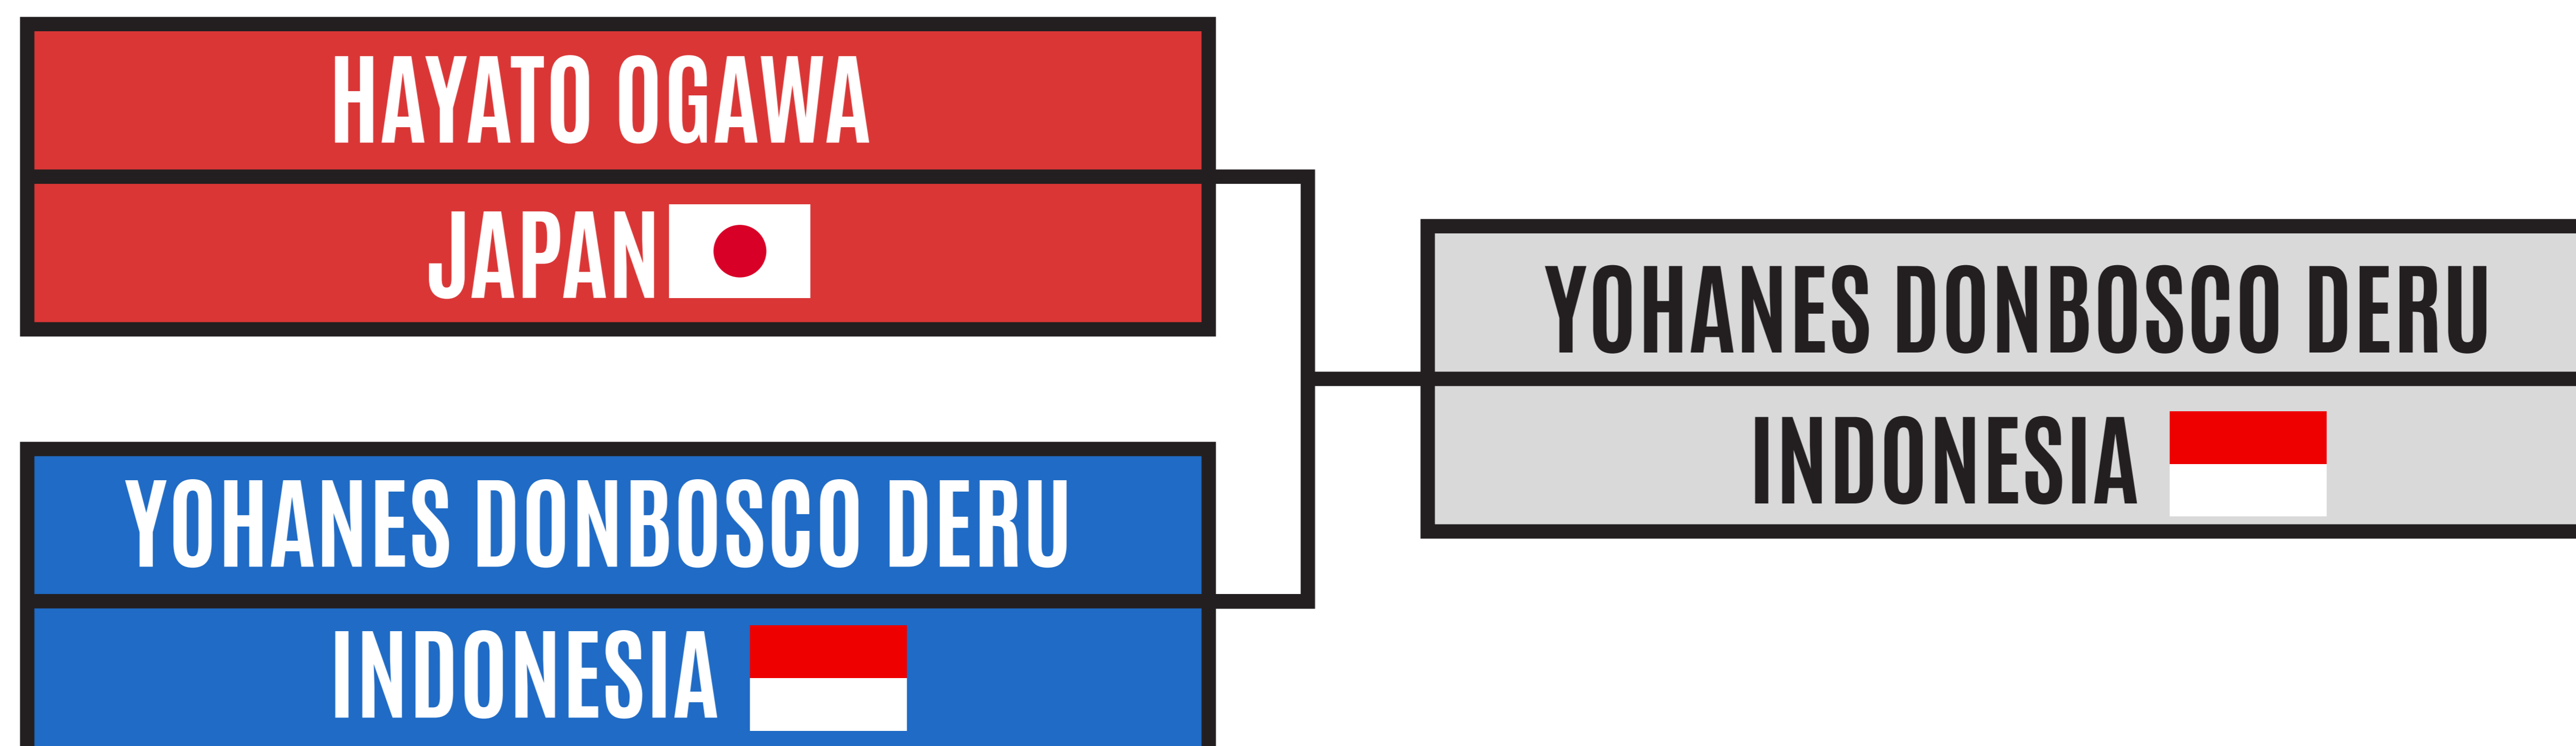 HAYATO OGAWA
JAPAN
YOHANES DONBOSCO DERU
INDONESIA
YOHANES DONBOSCO DERU
INDONESIA